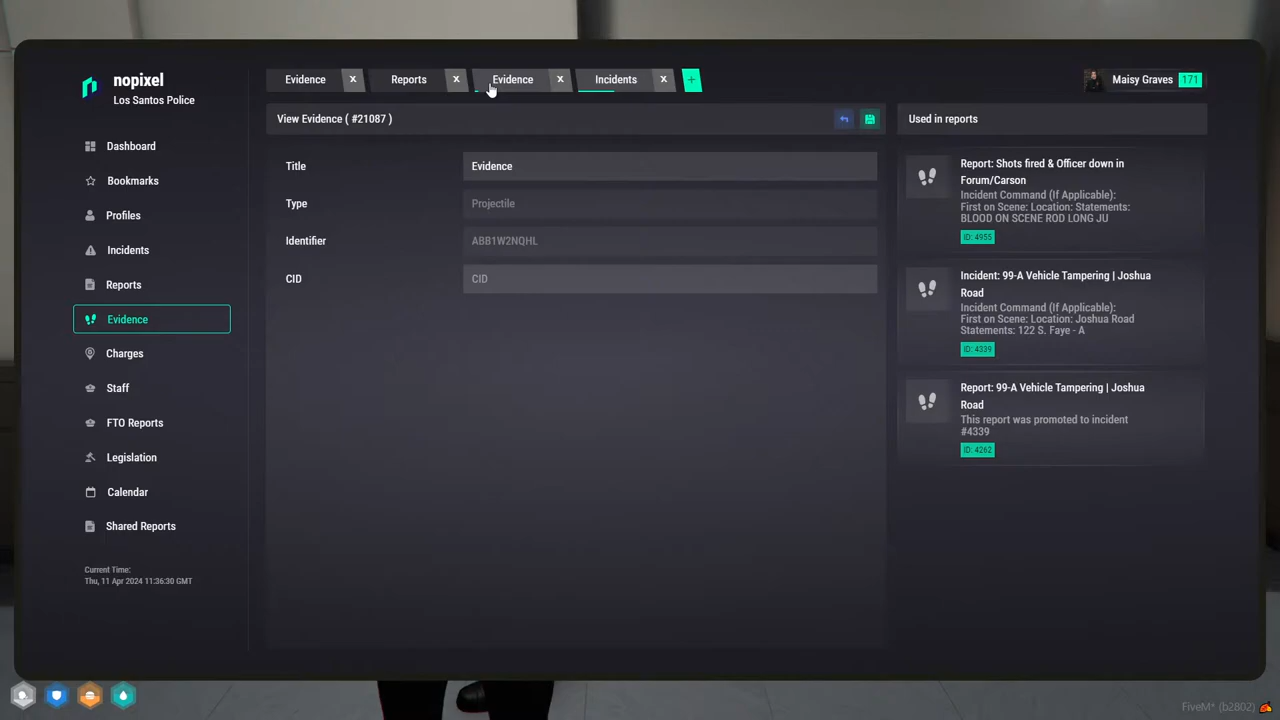 nopixel
Los Santos Police
Evidence x
Reports x
Evidence x
Incidents x
+
Maisy Graves 171
Dashboard
Bookmarks
Profiles
Incidents
Reports
Evidence
Charges
Staff
FTO Reports
Legislation
Calendar
Shared Reports
Current Time:
Thu, 11 Apr 2024 11:36:30 GMT
View Evidence ( #21087 )
Title Evidence
Type Projectile
Identifier ABB1W2NQHL
CID CID
Used in reports
Report: Shots fired & Officer down in
Forum/Carson
Incident Command (If Applicable):
First on Scene: Location: Statements:
BLOOD ON SCENE ROD LONG JU
ID: 4955
Incident: 99-A Vehicle Tampering | Joshua
Road
Incident Command (If Applicable):
First on Scene: Location: Joshua Road
Statements: 122 S. Faye - A
ID: 4339
Report: 99-A Vehicle Tampering | Joshua
Road
This report was promoted to incident
#4339
ID: 4262
FiveM* (b2802)